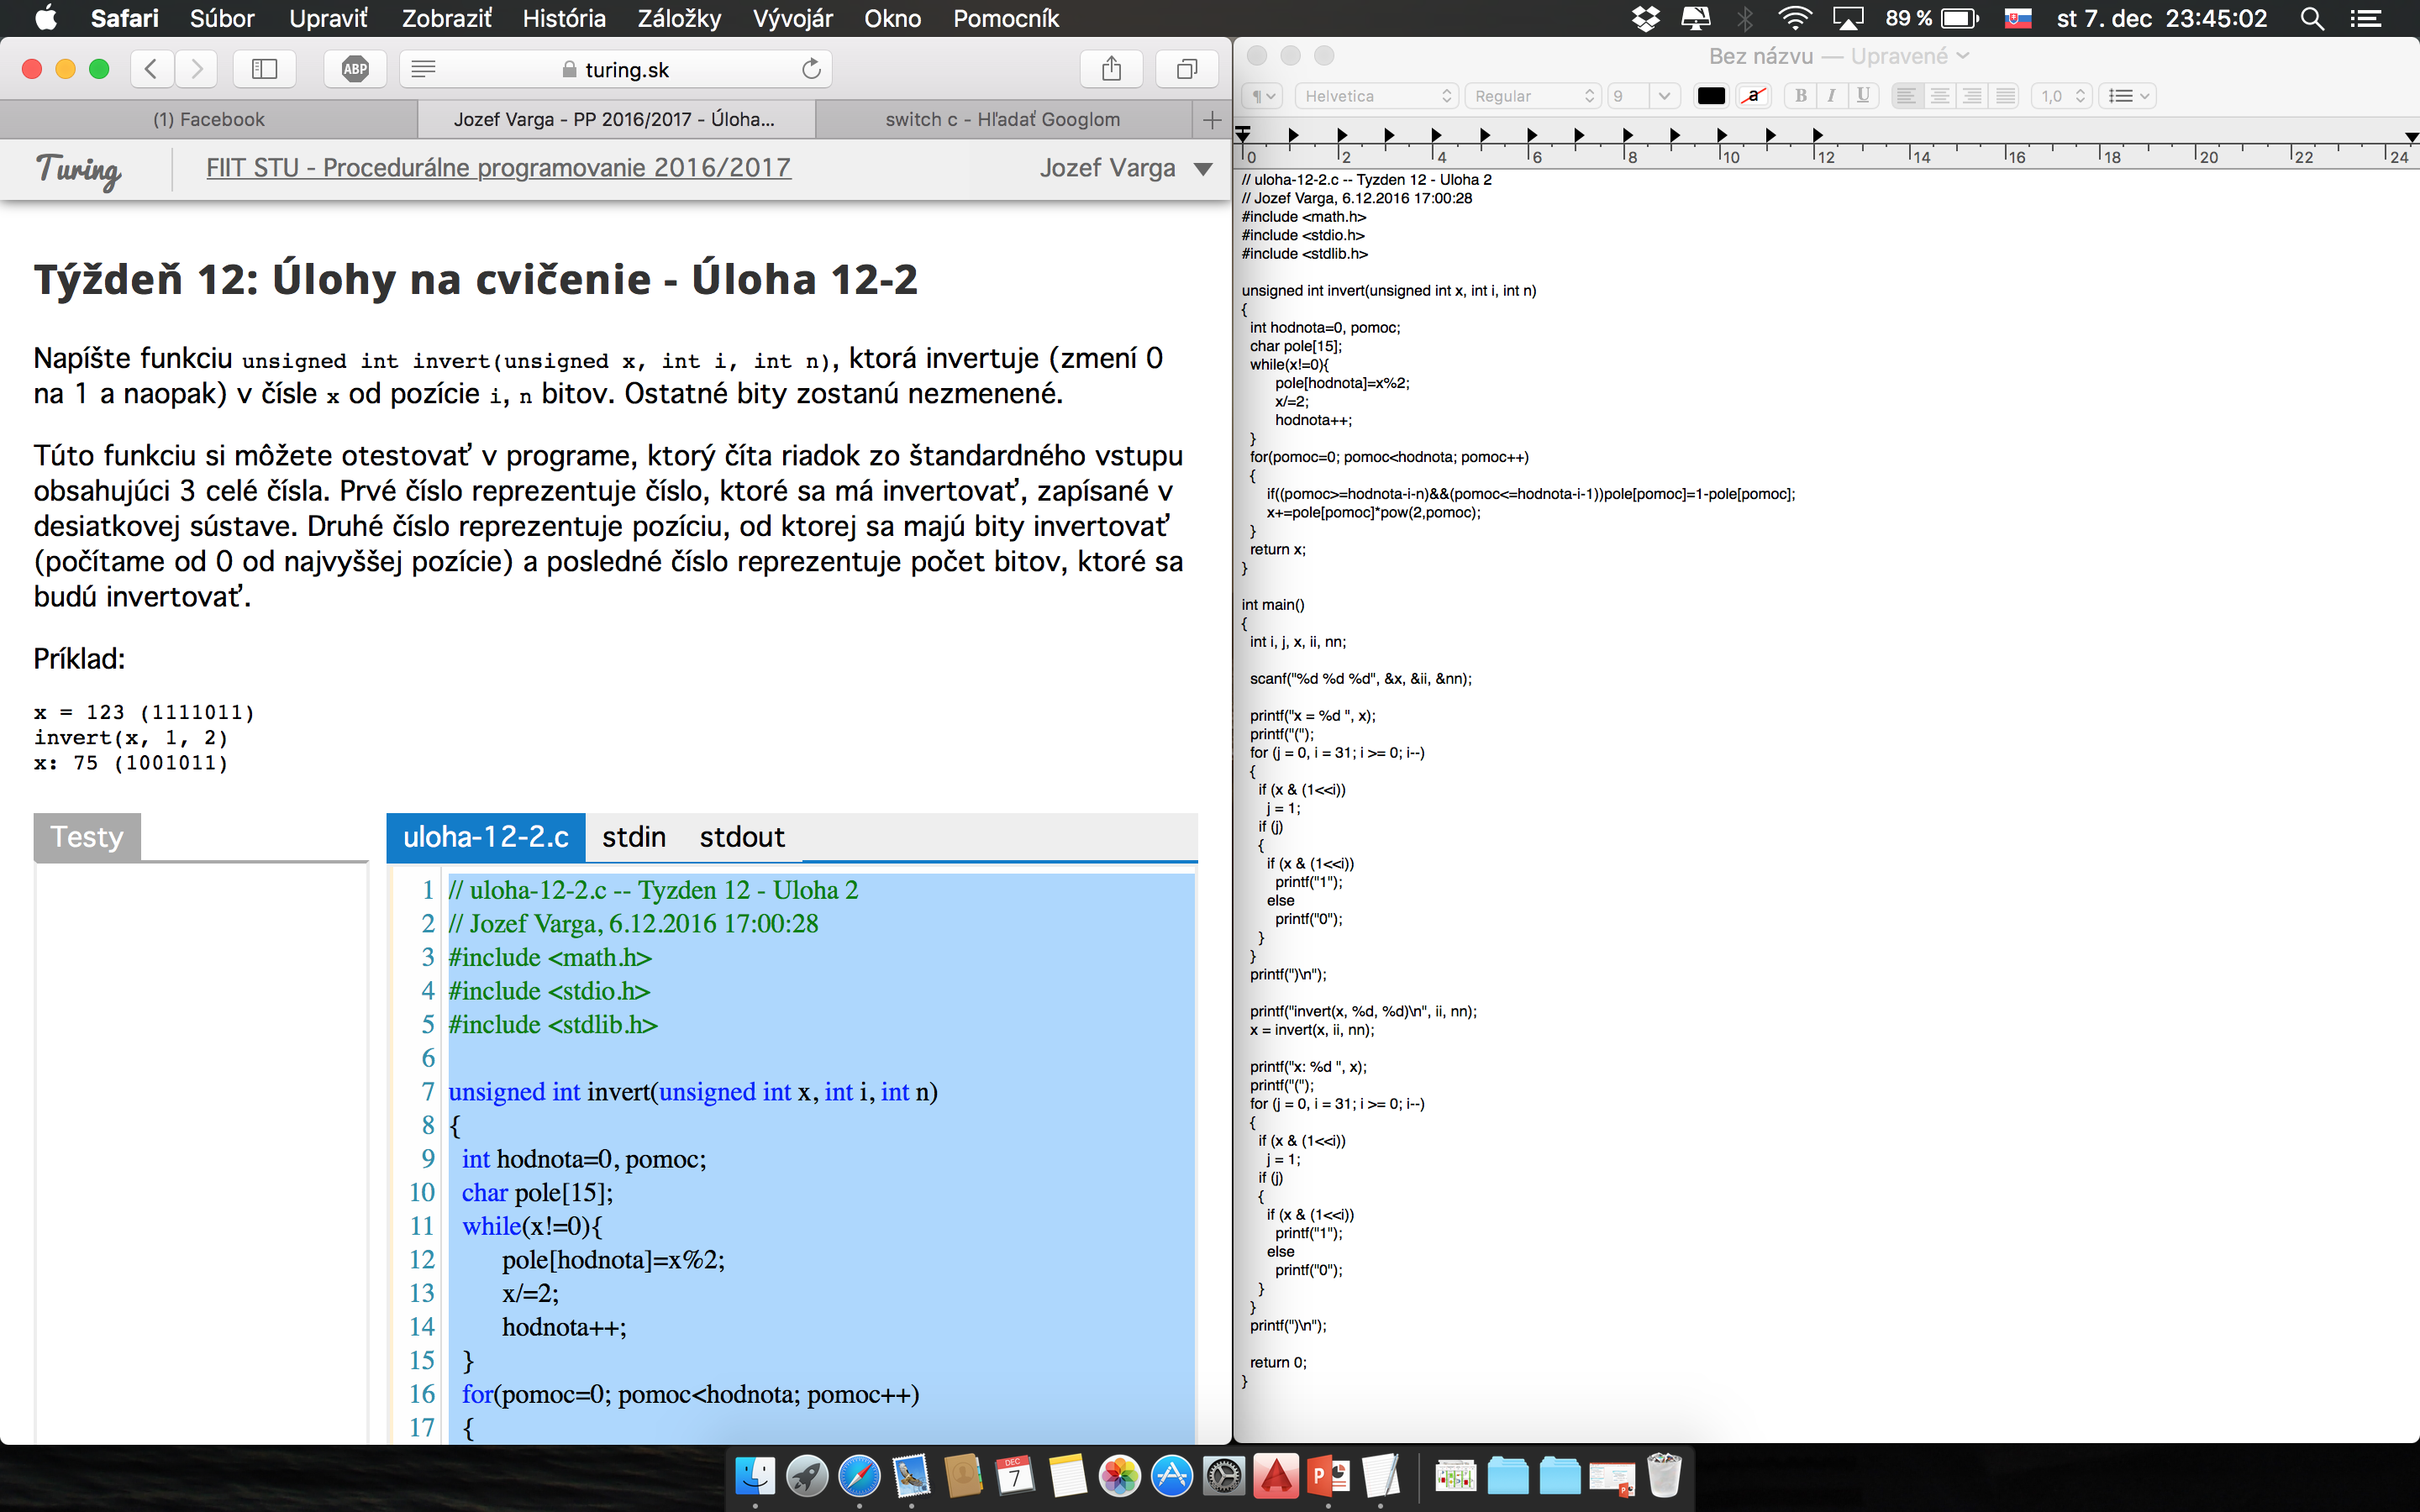 Safari Súbor Upraviť Zobraziť História Záložky Vývojár Okno Pomocník
89 % st 7. dec 23:45:02
ABP
turing.sk
(1) Facebook
Jozef Varga - PP 2016/2017 - Úloha...
switch c - Hľadať Googlom
Turing
FIIT STU - Procedurálne programovanie 2016/2017
Jozef Varga
Týždeň 12: Úlohy na cvičenie - Úloha 12-2
Napíšte funkciu unsigned int invert(unsigned x, int i, int n), ktorá invertuje (zmení 0
na 1 a naopak) v čísle x od pozície i, n bitov. Ostatné bity zostanú nezmenené.
Túto funkciu si môžete otestovať v programe, ktorý číta riadok zo štandardného vstupu
obsahujúci 3 celé čísla. Prvé číslo reprezentuje číslo, ktoré sa má invertovať, zapísané v
desiatkovej sústave. Druhé číslo reprezentuje pozíciu, od ktorej sa majú bity invertovať
(počítame od 0 od najvyššej pozície) a posledné číslo reprezentuje počet bitov, ktoré sa
budú invertovať.
Príklad:
x = 123 (1111011)
invert(x, 1, 2)
x: 75 (1001011)
Testy
uloha-12-2.c stdin stdout
1 // uloha-12-2.c -- Tyzden 12 - Uloha 2
2 // Jozef Varga, 6.12.2016 17:00:28
3 #include <math.h>
4 #include <stdio.h>
5 #include <stdlib.h>
6
7 unsigned int invert(unsigned int x, int i, int n)
8 {
9 int hodnota=0, pomoc;
10 char pole[15];
11 while(x!=0){
12 pole[hodnota]=x%2;
13 x/=2;
14 hodnota++;
15 }
16 for(pomoc=0; pomoc<hodnota; pomoc++)
17 {
Bez názvu — Upravené
¶ Helvetica Regular 9 a B I U 1,0
0 2 4 6 8 10 12 14 16 18 20 22 24
// uloha-12-2.c -- Tyzden 12 - Uloha 2
// Jozef Varga, 6.12.2016 17:00:28
#include <math.h>
#include <stdio.h>
#include <stdlib.h>
unsigned int invert(unsigned int x, int i, int n)
{
int hodnota=0, pomoc;
char pole[15];
while(x!=0){
pole[hodnota]=x%2;
x/=2;
hodnota++;
}
for(pomoc=0; pomoc<hodnota; pomoc++)
{
if((pomoc>=hodnota-i-n)&&(pomoc<=hodnota-i-1))pole[pomoc]=1-pole[pomoc];
x+=pole[pomoc]*pow(2,pomoc);
}
return x;
}
int main()
{
int i, j, x, ii, nn;
scanf("%d %d %d", &x, &ii, &nn);
printf("x = %d ", x);
printf("(");
for (j = 0, i = 31; i >= 0; i--)
{
if (x & (1<<i))
j = 1;
if (j)
{
if (x & (1<<i))
printf("1");
else
printf("0");
}
}
printf(")\n");
printf("invert(x, %d, %d)\n", ii, nn);
x = invert(x, ii, nn);
printf("x: %d ", x);
printf("(");
for (j = 0, i = 31; i >= 0; i--)
{
if (x & (1<<i))
j = 1;
if (j)
{
if (x & (1<<i))
printf("1");
else
printf("0");
}
}
printf(")\n");
return 0;
}
DEC
7
P